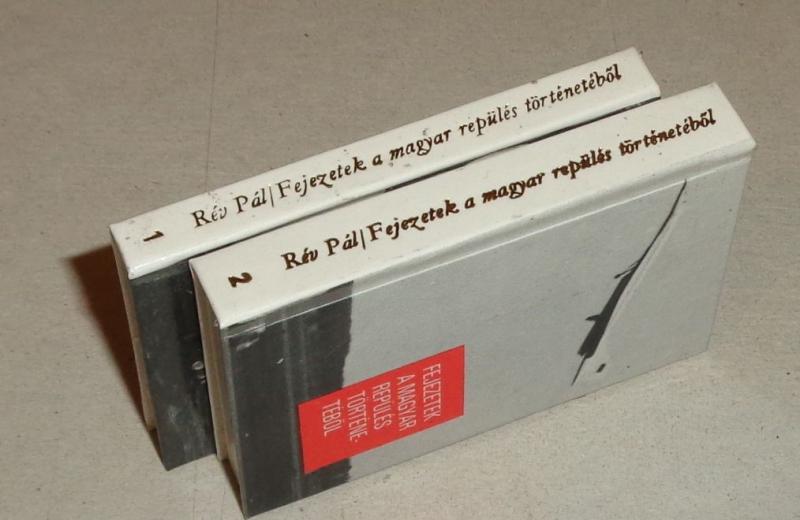 1 Rév Pál/Fejezetek a magyar repülés történetéből
2 Rév Pál/Fejezetek a magyar repülés történetéből
FEJEZETEK
A MAGYAR
REPÜLÉS
TÖRTÉNE-
TÉBŐL